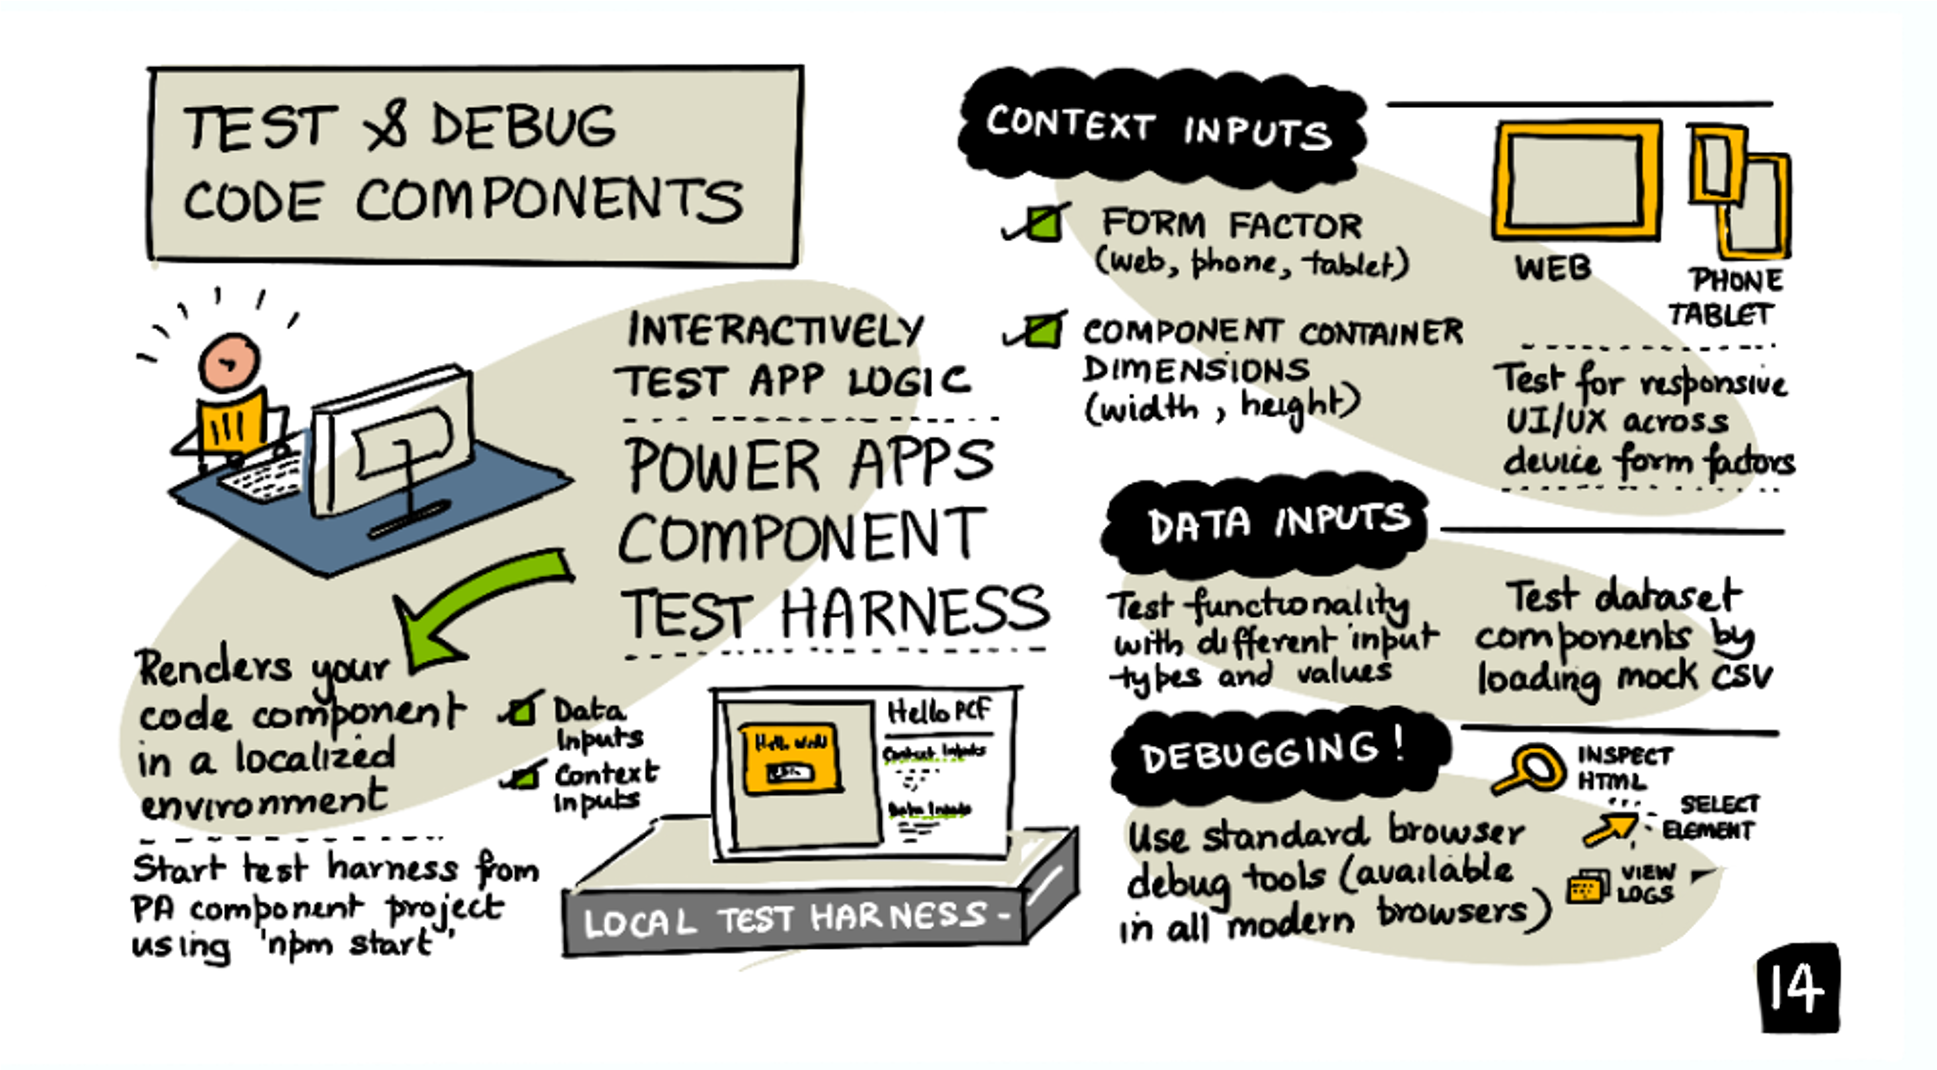 TEST & DEBUG
CODE COMPONENTS
INTERACTIVELY
TEST APP LOGIC
POWER APPS
COMPONENT
TEST HARNESS
Renders your
code component
in a localized
environment
Data
Inputs
Context
Inputs
Start test harness from
PA component project
using 'npm start'
Hello PCF
Context Inputs
Data Inputs
LOCAL TEST HARNESS-
CONTEXT INPUTS
FORM FACTOR
(web, phone, tablet)
COMPONENT CONTAINER
DIMENSIONS
(width, height)
WEB
PHONE
TABLET
Test for responsive
UI/UX across
device form factors
DATA INPUTS
Test functionality
with different input
types and values
Test dataset
components by
loading mock CSV
DEBUGGING!
Use standard browser
debug tools (available
in all modern browsers)
INSPECT
HTML
SELECT
ELEMENT
VIEW
LOGS
14